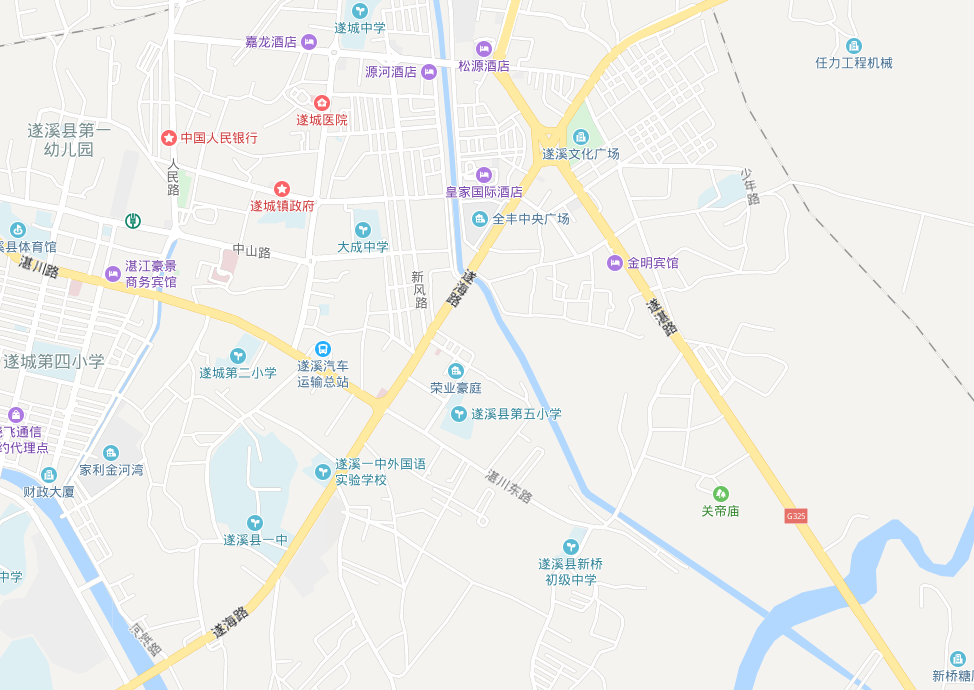 遂城中学
嘉龙酒店
源河酒店
松源酒店
任力工程机械
遂城医院
遂溪县第一
幼儿园
中国人民银行
遂溪文化广场
人民路
皇家国际酒店
少年路
遂城镇政府
全丰中央广场
溪县体育馆
中山路
大成中学
湛川路
湛江豪景
商务宾馆
金明宾馆
新风路
遂海路
遂湛路
遂城第四小学
遂城第二小学
遂溪汽车
运输总站
荣业豪庭
遂溪县第五小学
飞通信
约代理点
家利金河湾
遂溪一中外国语
实验学校
财政大厦
湛川东路
关帝庙
G325
遂溪县一中
遂溪县新桥
初级中学
中学
遂海路
河滨路
新桥糖